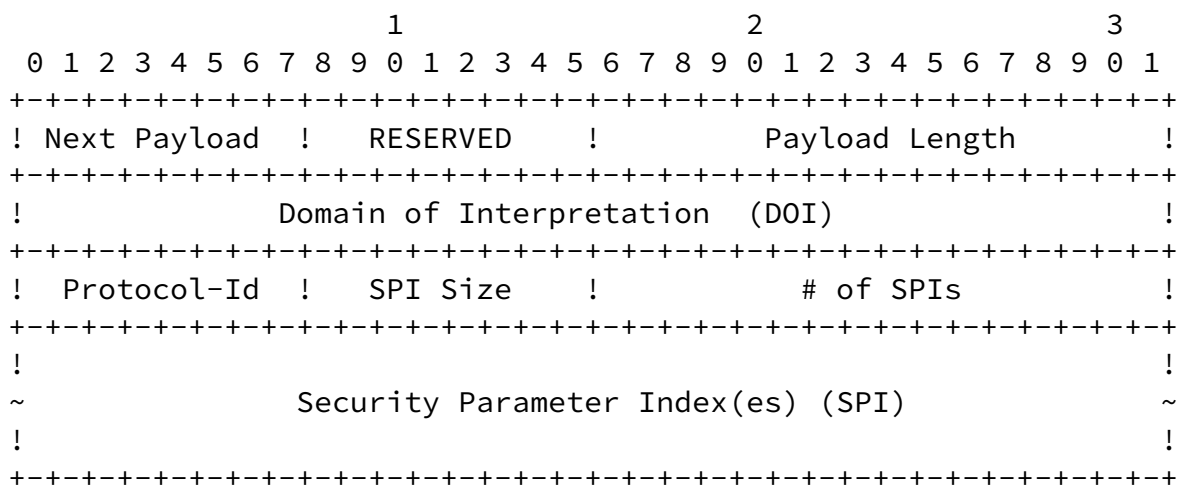 1                   2                   3
 0 1 2 3 4 5 6 7 8 9 0 1 2 3 4 5 6 7 8 9 0 1 2 3 4 5 6 7 8 9 0 1
+-+-+-+-+-+-+-+-+-+-+-+-+-+-+-+-+-+-+-+-+-+-+-+-+-+-+-+-+-+-+-+-+
! Next Payload  !   RESERVED    !         Payload Length        !
+-+-+-+-+-+-+-+-+-+-+-+-+-+-+-+-+-+-+-+-+-+-+-+-+-+-+-+-+-+-+-+-+
!              Domain of Interpretation  (DOI)                  !
+-+-+-+-+-+-+-+-+-+-+-+-+-+-+-+-+-+-+-+-+-+-+-+-+-+-+-+-+-+-+-+-+
!  Protocol-Id  !   SPI Size    !           # of SPIs           !
+-+-+-+-+-+-+-+-+-+-+-+-+-+-+-+-+-+-+-+-+-+-+-+-+-+-+-+-+-+-+-+-+
!                                                               !
~               Security Parameter Index(es) (SPI)              ~
!                                                               !
+-+-+-+-+-+-+-+-+-+-+-+-+-+-+-+-+-+-+-+-+-+-+-+-+-+-+-+-+-+-+-+-+